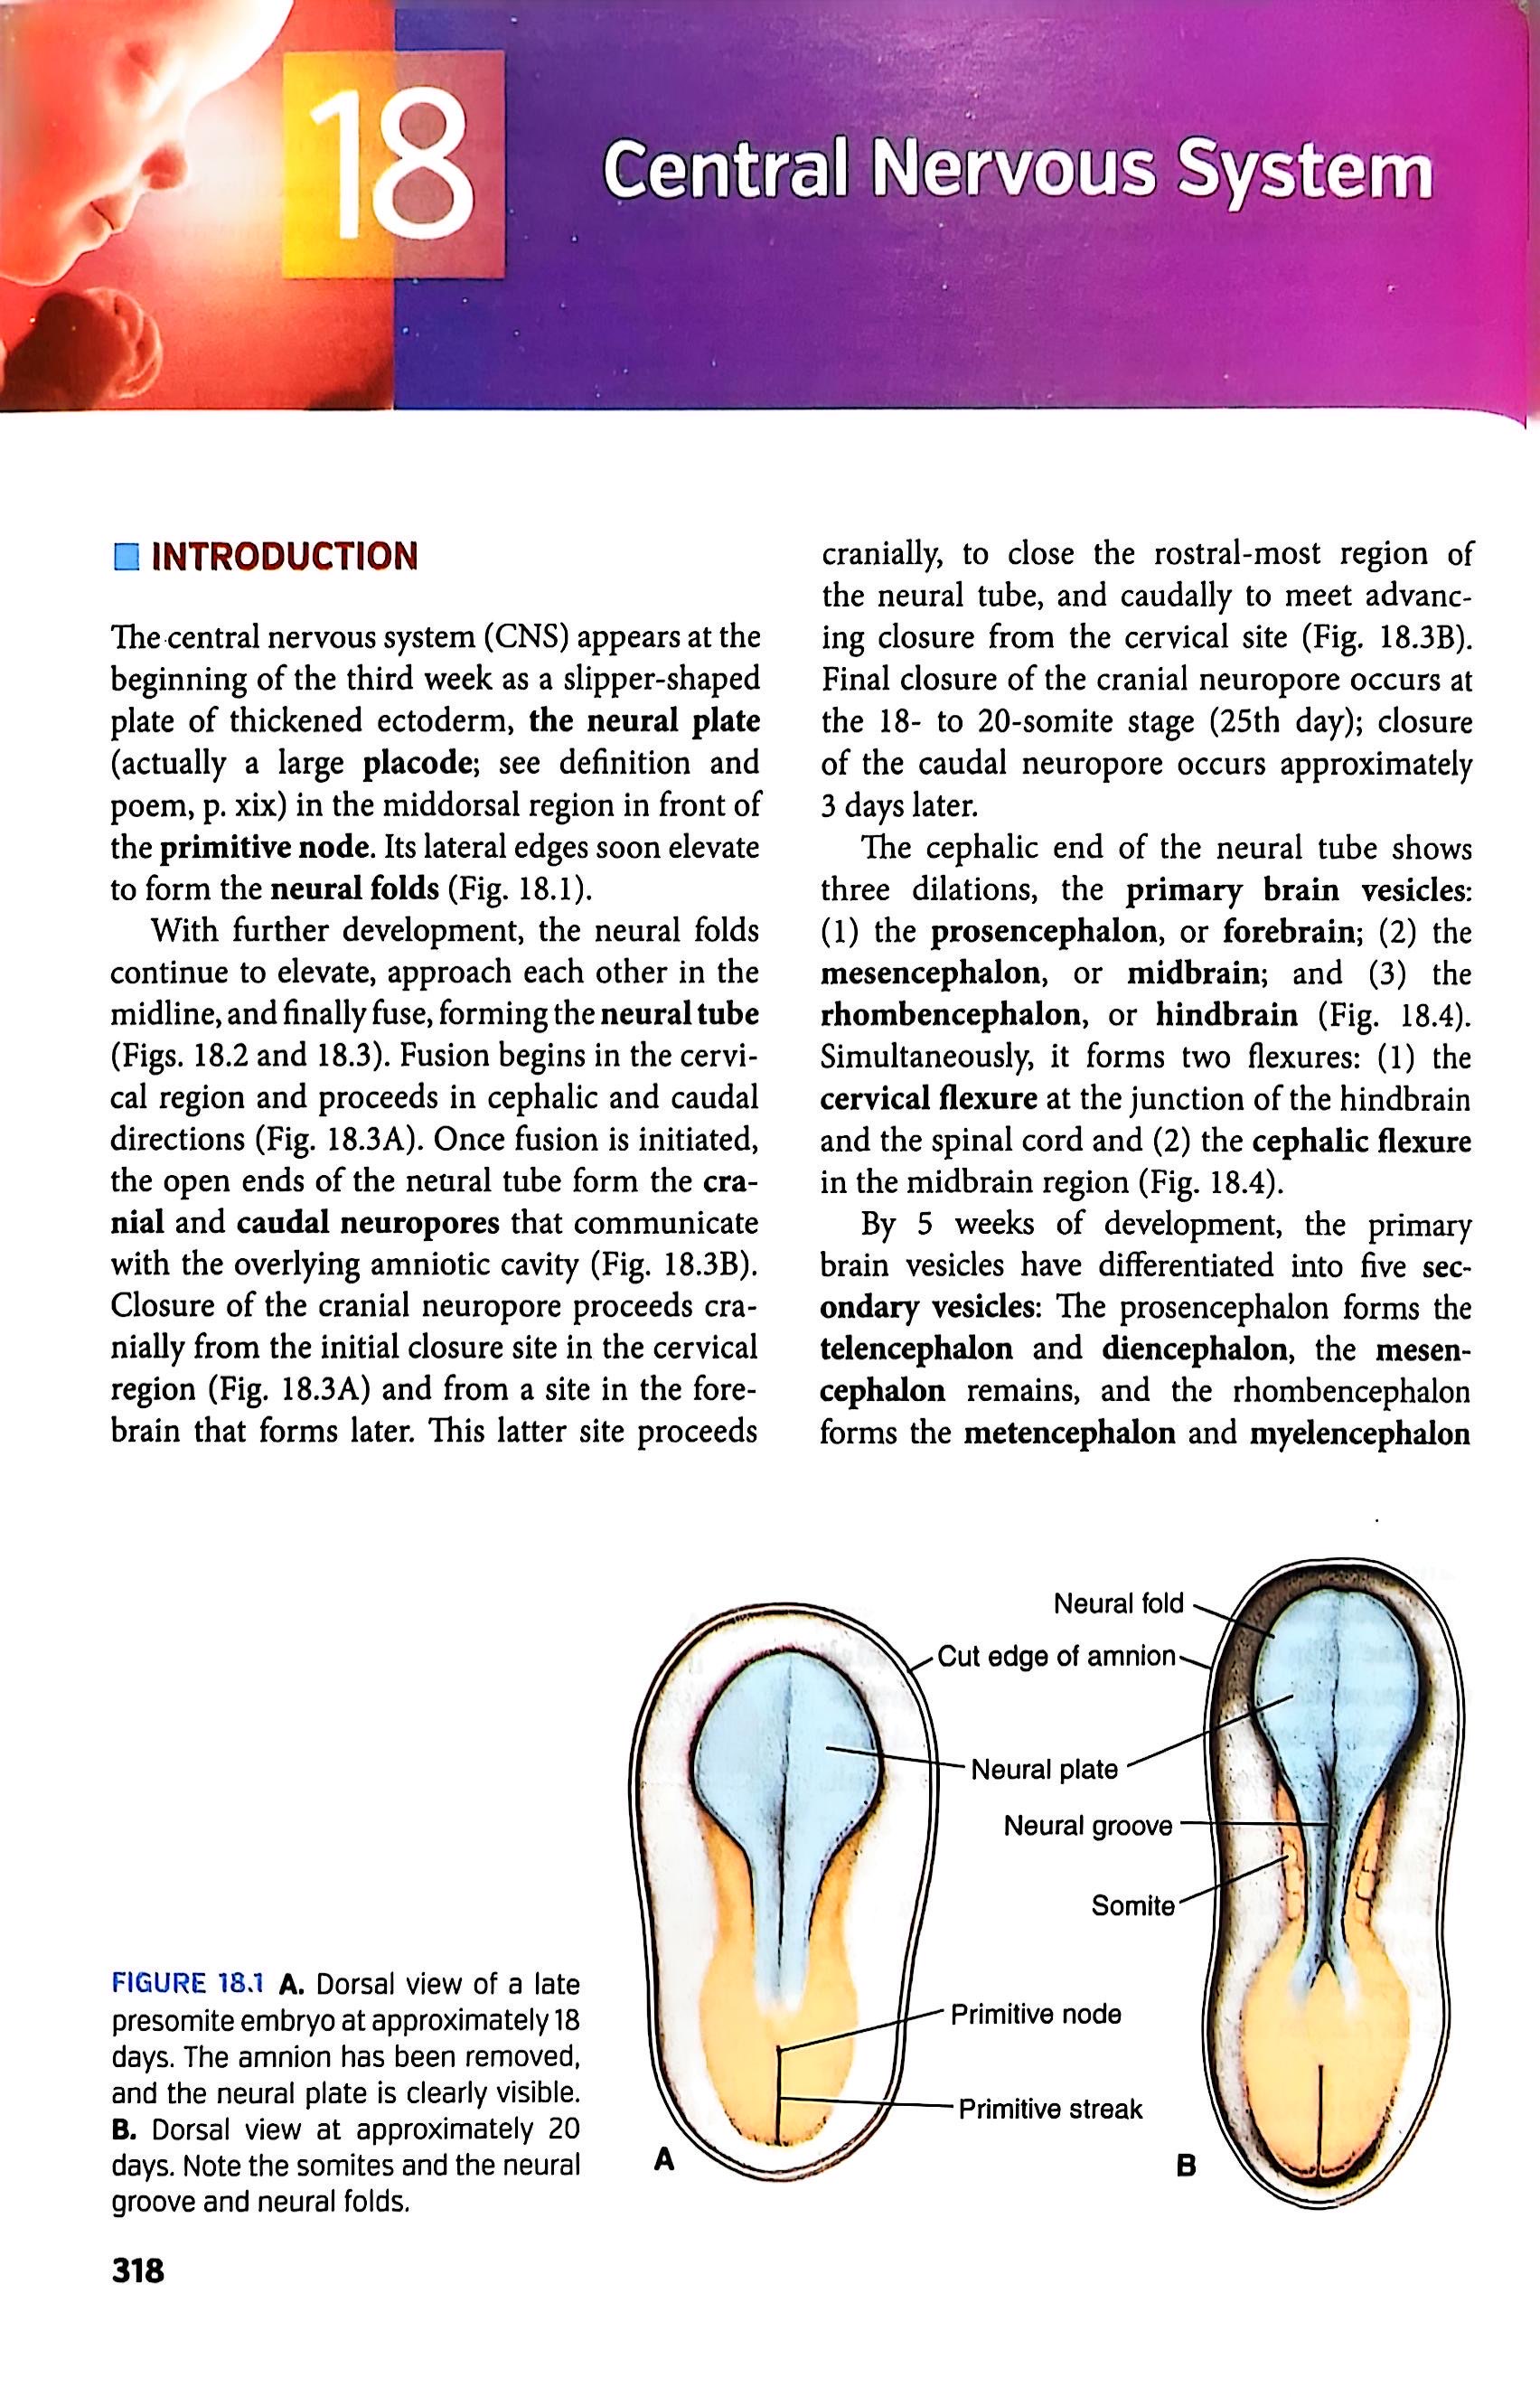 18
Central Nervous System
INTRODUCTION
The central nervous system (CNS) appears at the
beginning of the third week as a slipper-shaped
plate of thickened ectoderm, the neural plate
(actually a large placode; see definition and
poem, p. xix) in the middorsal region in front of
the primitive node. Its lateral edges soon elevate
to form the neural folds (Fig. 18.1).
With further development, the neural folds
continue to elevate, approach each other in the
midline, and finally fuse, forming the neural tube
(Figs. 18.2 and 18.3). Fusion begins in the cervi-
cal region and proceeds in cephalic and caudal
directions (Fig. 18.3A). Once fusion is initiated,
the open ends of the neural tube form the cra-
nial and caudal neuropores that communicate
with the overlying amniotic cavity (Fig. 18.3B).
Closure of the cranial neuropore proceeds cra-
nially from the initial closure site in the cervical
region (Fig. 18.3A) and from a site in the fore-
brain that forms later. This latter site proceeds
cranially, to close the rostral-most region of
the neural tube, and caudally to meet advanc-
ing closure from the cervical site (Fig. 18.3B).
Final closure of the cranial neuropore occurs at
the 18- to 20-somite stage (25th day); closure
of the caudal neuropore occurs approximately
3 days later.
The cephalic end of the neural tube shows
three dilations, the primary brain vesicles:
(1) the prosencephalon, or forebrain; (2) the
mesencephalon, or midbrain; and (3) the
rhombencephalon, or hindbrain (Fig. 18.4).
Simultaneously, it forms two flexures: (1) the
cervical flexure at the junction of the hindbrain
and the spinal cord and (2) the cephalic flexure
in the midbrain region (Fig. 18.4).
By 5 weeks of development, the primary
brain vesicles have differentiated into five sec-
ondary vesicles: The prosencephalon forms the
telencephalon and diencephalon, the mesen-
cephalon remains, and the rhombencephalon
forms the metencephalon and myelencephalon
Neural fold
Cut edge of amnion
Neural plate
Neural groove
Somite
Primitive node
Primitive streak
A
B
FIGURE 18.1 A. Dorsal view of a late
presomite embryo at approximately 18
days. The amnion has been removed,
and the neural plate is clearly visible.
B. Dorsal view at approximately 20
days. Note the somites and the neural
groove and neural folds.
318